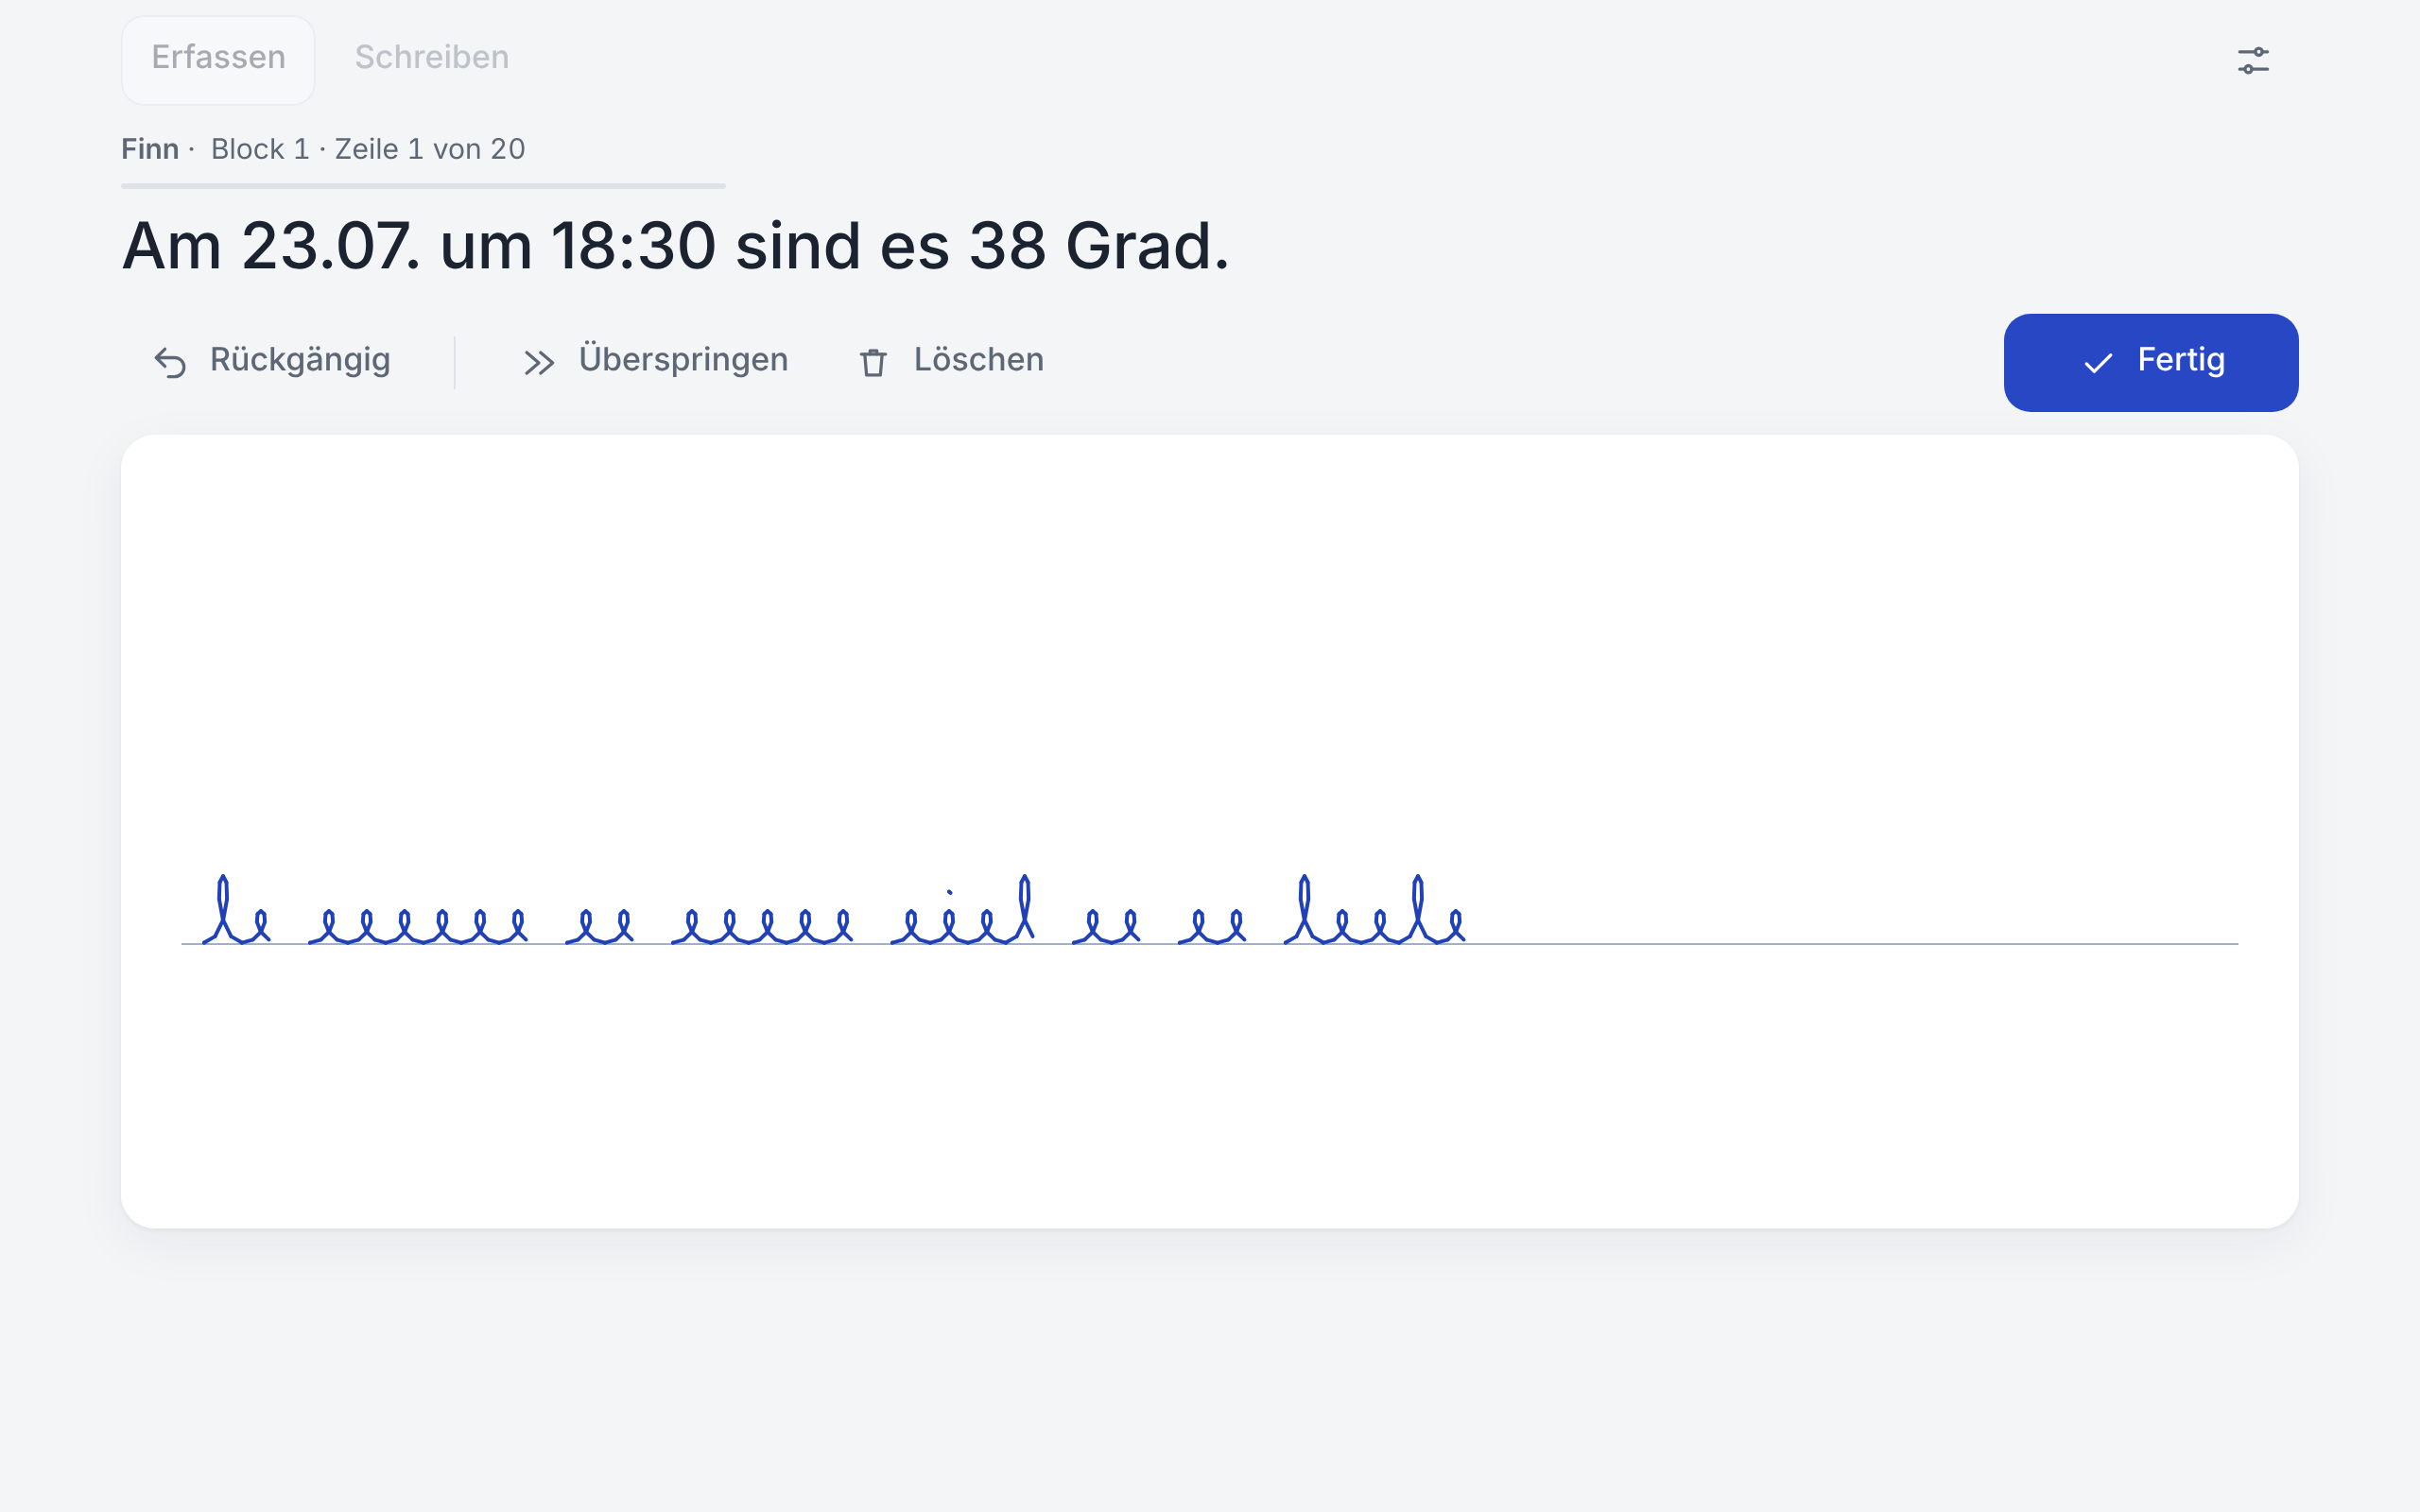 Erfassen Schreiben
Finn · Block 1 · Zeile 1 von 20
Am 23.07. um 18:30 sind es 38 Grad.
Rückgängig Überspringen Löschen Fertig